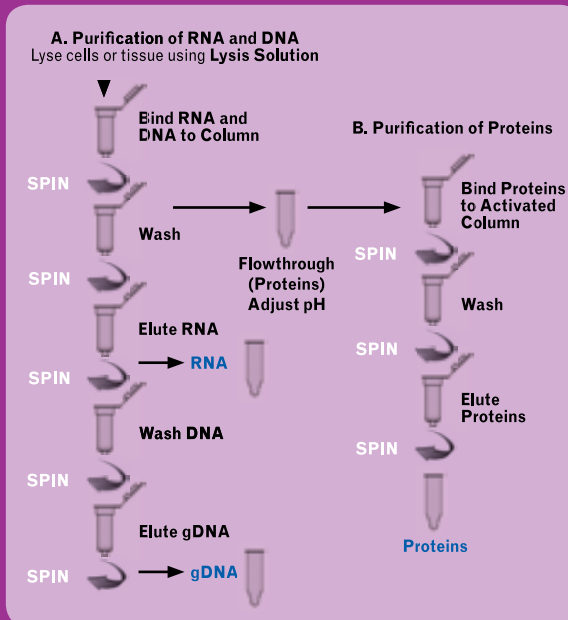 A. Purification of RNA and DNA
Lyse cells or tissue using Lysis Solution
Bind RNA and
DNA to Column
SPIN
Wash
SPIN
Elute RNA
RNA
SPIN
Wash DNA
SPIN
Elute gDNA
gDNA
SPIN
Flowthrough
(Proteins)
Adjust pH
B. Purification of Proteins
Bind Proteins
to Activated
Column
SPIN
Wash
SPIN
Elute
Proteins
SPIN
Proteins